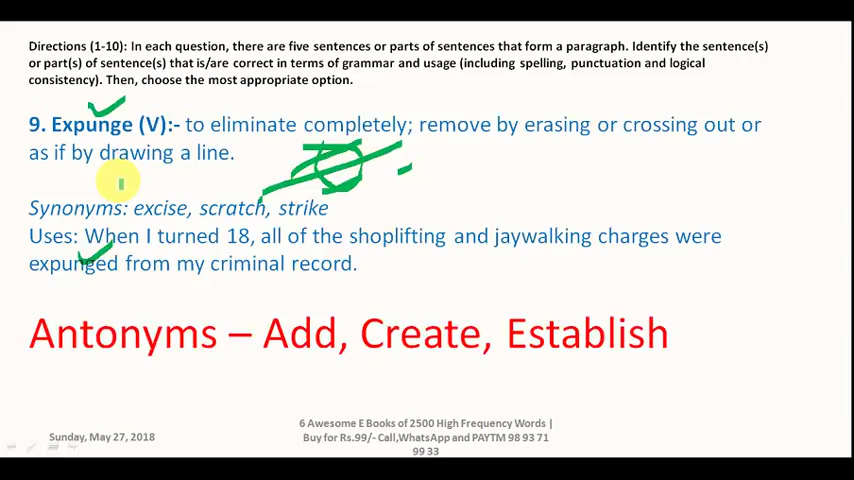 Directions (1-10): In each question, there are five sentences or parts of sentences that form a paragraph. Identify the sentence(s)
or part(s) of sentence(s) that is/are correct in terms of grammar and usage (including spelling, punctuation and logical
consistency). Then, choose the most appropriate option.
9. Expunge (V):- to eliminate completely; remove by erasing or crossing out or
as if by drawing a line.
Synonyms: excise, scratch, strike
Uses: When I turned 18, all of the shoplifting and jaywalking charges were
expunged from my criminal record.
Antonyms – Add, Create, Establish
Sunday, May 27, 2018
6 Awesome E Books of 2500 High Frequency Words |
Buy for Rs.99/- Call,WhatsApp and PAYTM 98 93 71
99 33